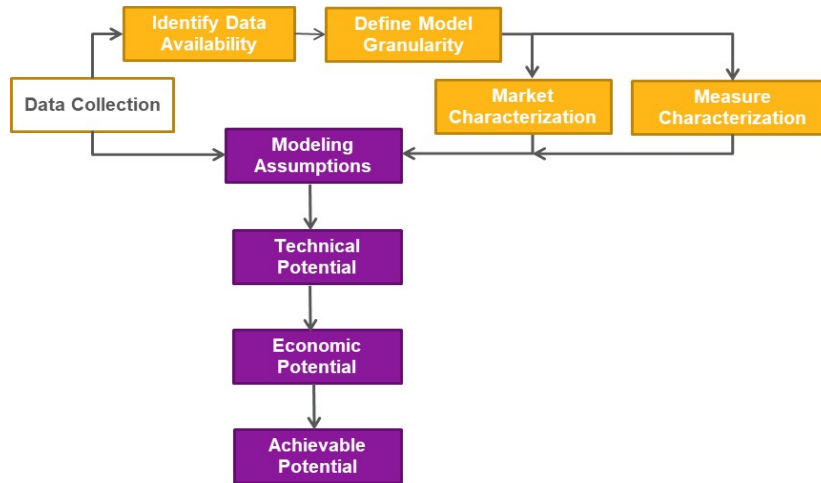 Identify Data
Availability
Define Model
Granularity
Data Collection
Market
Characterization
Measure
Characterization
Modeling
Assumptions
Technical
Potential
Economic
Potential
Achievable
Potential